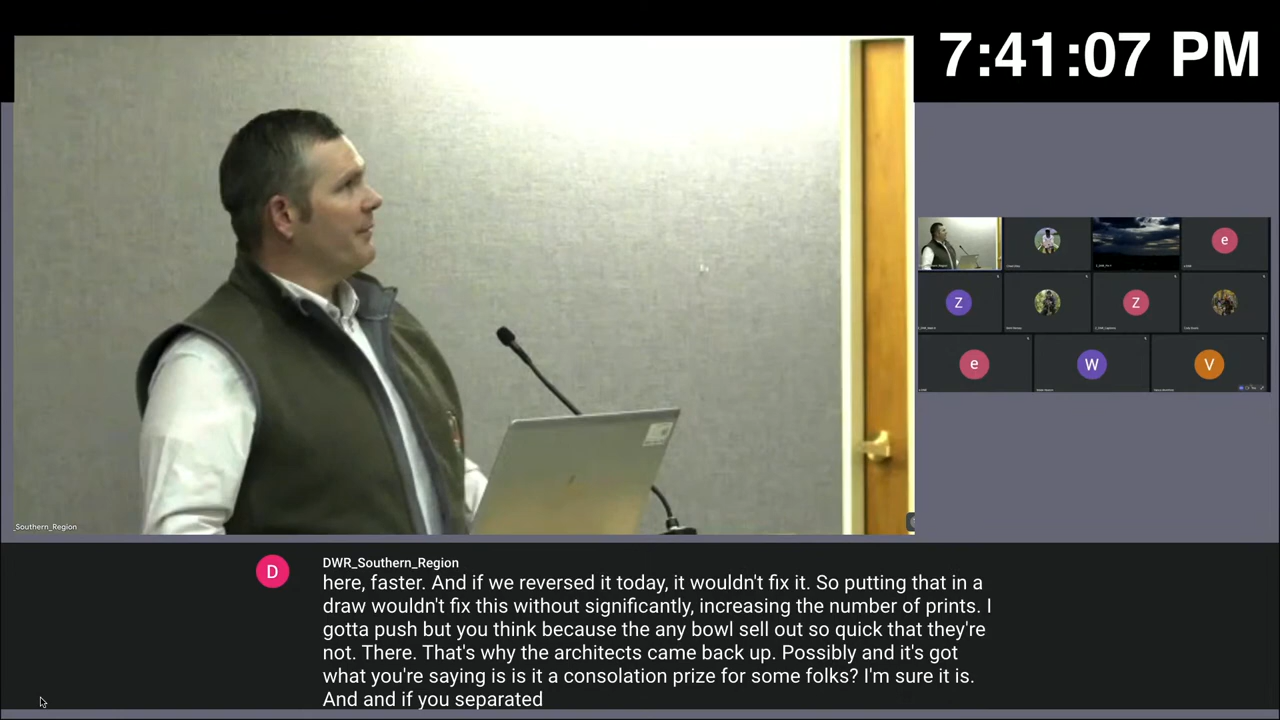 7:41:07 PM
_Southern_Region
e
Z
Z
e
W
V
D
DWR_Southern_Region
here, faster. And if we reversed it today, it wouldn't fix it. So putting that in a
draw wouldn't fix this without significantly, increasing the number of prints. I
gotta push but you think because the any bowl sell out so quick that they're
not. There. That's why the architects came back up. Possibly and it's got
what you're saying is is it a consolation prize for some folks? I'm sure it is.
And and if you separated